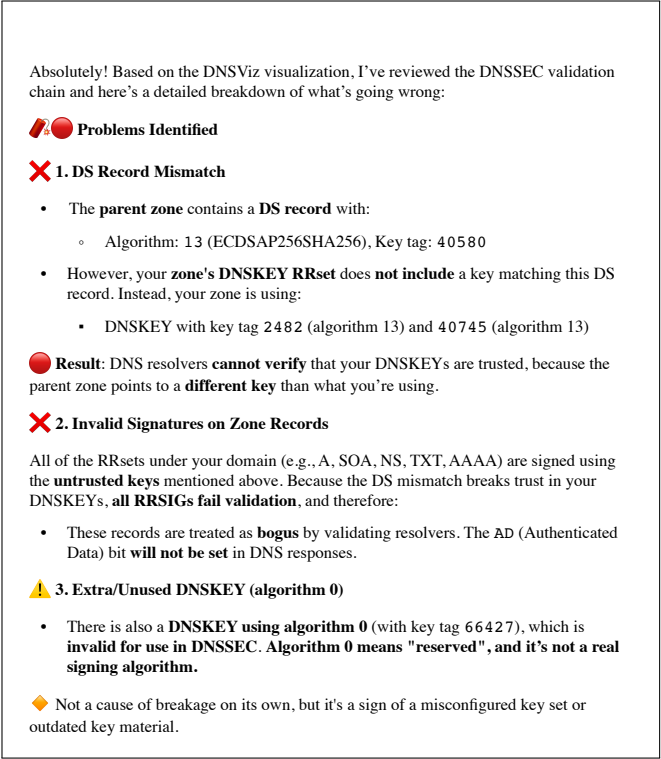 Absolutely! Based on the DNSViz visualization, I've reviewed the DNSSEC validation
chain and here's a detailed breakdown of what's going wrong:
🧨🔴 Problems Identified
❌ 1. DS Record Mismatch
• The parent zone contains a DS record with:
◦ Algorithm: 13 (ECDSAP256SHA256), Key tag: 40580
• However, your zone's DNSKEY RRset does not include a key matching this DS
record. Instead, your zone is using:
▪ DNSKEY with key tag 2482 (algorithm 13) and 40745 (algorithm 13)
🔴 Result: DNS resolvers cannot verify that your DNSKEYs are trusted, because the
parent zone points to a different key than what you're using.
❌ 2. Invalid Signatures on Zone Records
All of the RRsets under your domain (e.g., A, SOA, NS, TXT, AAAA) are signed using
the untrusted keys mentioned above. Because the DS mismatch breaks trust in your
DNSKEYs, all RRSIGs fail validation, and therefore:
• These records are treated as bogus by validating resolvers. The AD (Authenticated
Data) bit will not be set in DNS responses.
⚠️ 3. Extra/Unused DNSKEY (algorithm 0)
• There is also a DNSKEY using algorithm 0 (with key tag 66427), which is
invalid for use in DNSSEC. Algorithm 0 means "reserved", and it's not a real
signing algorithm.
🔸 Not a cause of breakage on its own, but it's a sign of a misconfigured key set or
outdated key material.